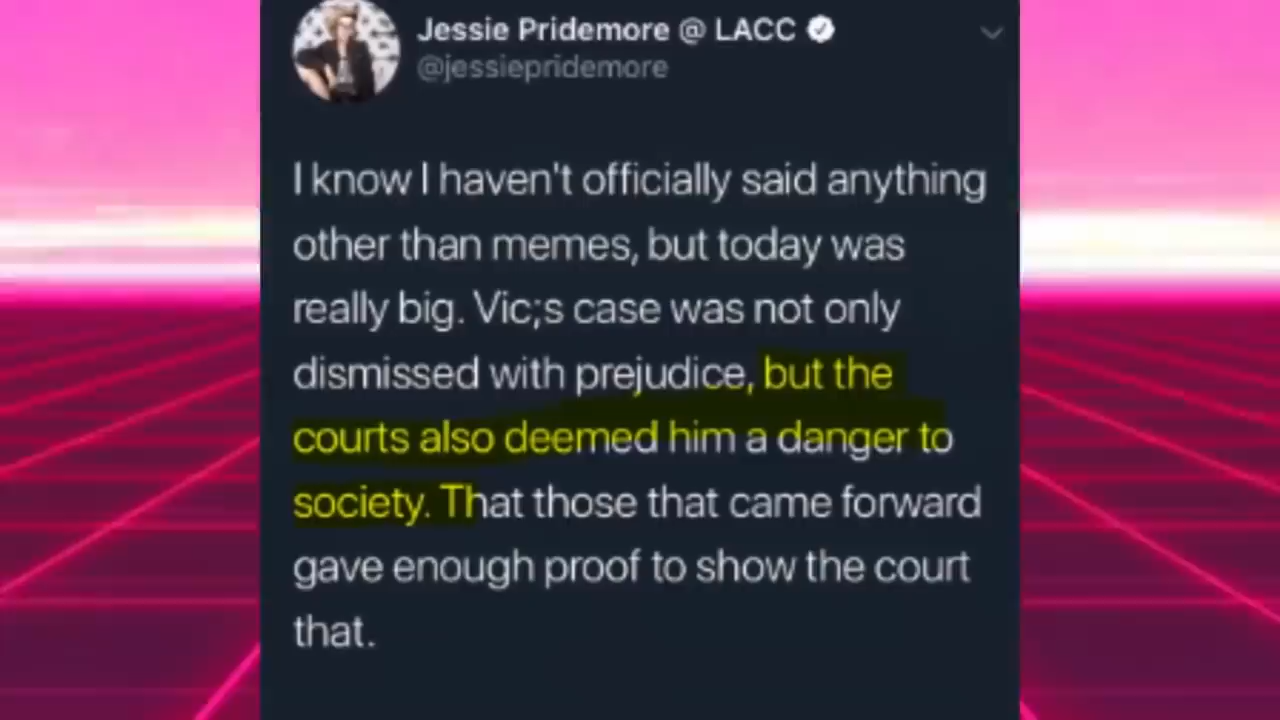 Jessie Pridemore @ LACC
@jessiepridemore
I know I haven't officially said anything
other than memes, but today was
really big. Vic;s case was not only
dismissed with prejudice, but the
courts also deemed him a danger to
society. That those that came forward
gave enough proof to show the court
that.